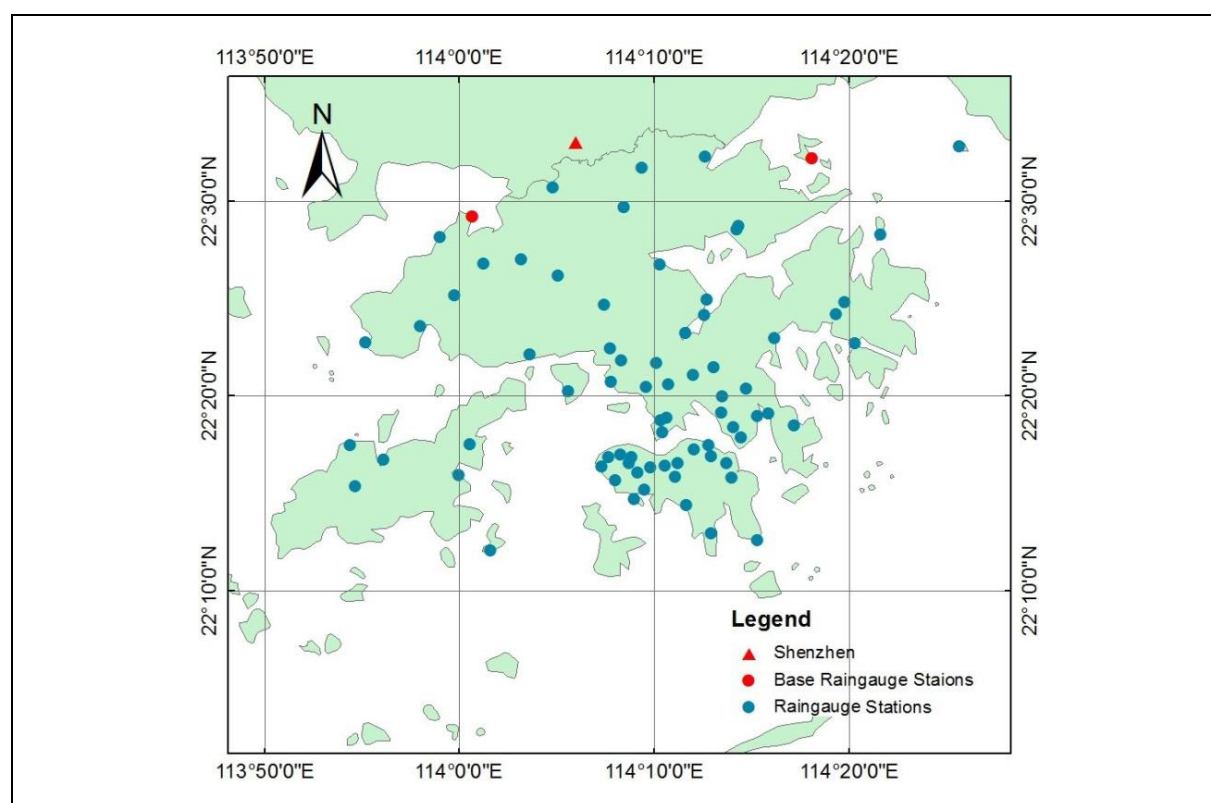 113°50'0"E 114°0'0"E 114°10'0"E 114°20'0"E
N
22°30'0"N 22°30'0"N
22°20'0"N 22°20'0"N
22°10'0"N 22°10'0"N
Legend
Shenzhen
Base Raingauge Staions
Raingauge Stations
113°50'0"E 114°0'0"E 114°10'0"E 114°20'0"E